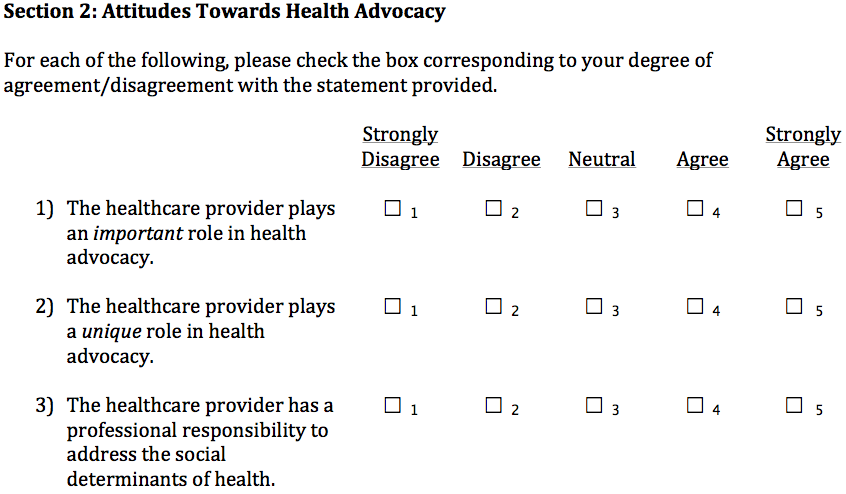 Section 2: Attitudes Towards Health Advocacy
For each of the following, please check the box corresponding to your degree of
agreement/disagreement with the statement provided.
Strongly Strongly
Disagree Disagree Neutral Agree Agree
1) The healthcare provider plays ☐ 1 ☐ 2 ☐ 3 ☐ 4 ☐ 5
an important role in health
advocacy.
2) The healthcare provider plays ☐ 1 ☐ 2 ☐ 3 ☐ 4 ☐ 5
a unique role in health
advocacy.
3) The healthcare provider has a ☐ 1 ☐ 2 ☐ 3 ☐ 4 ☐ 5
professional responsibility to
address the social
determinants of health.